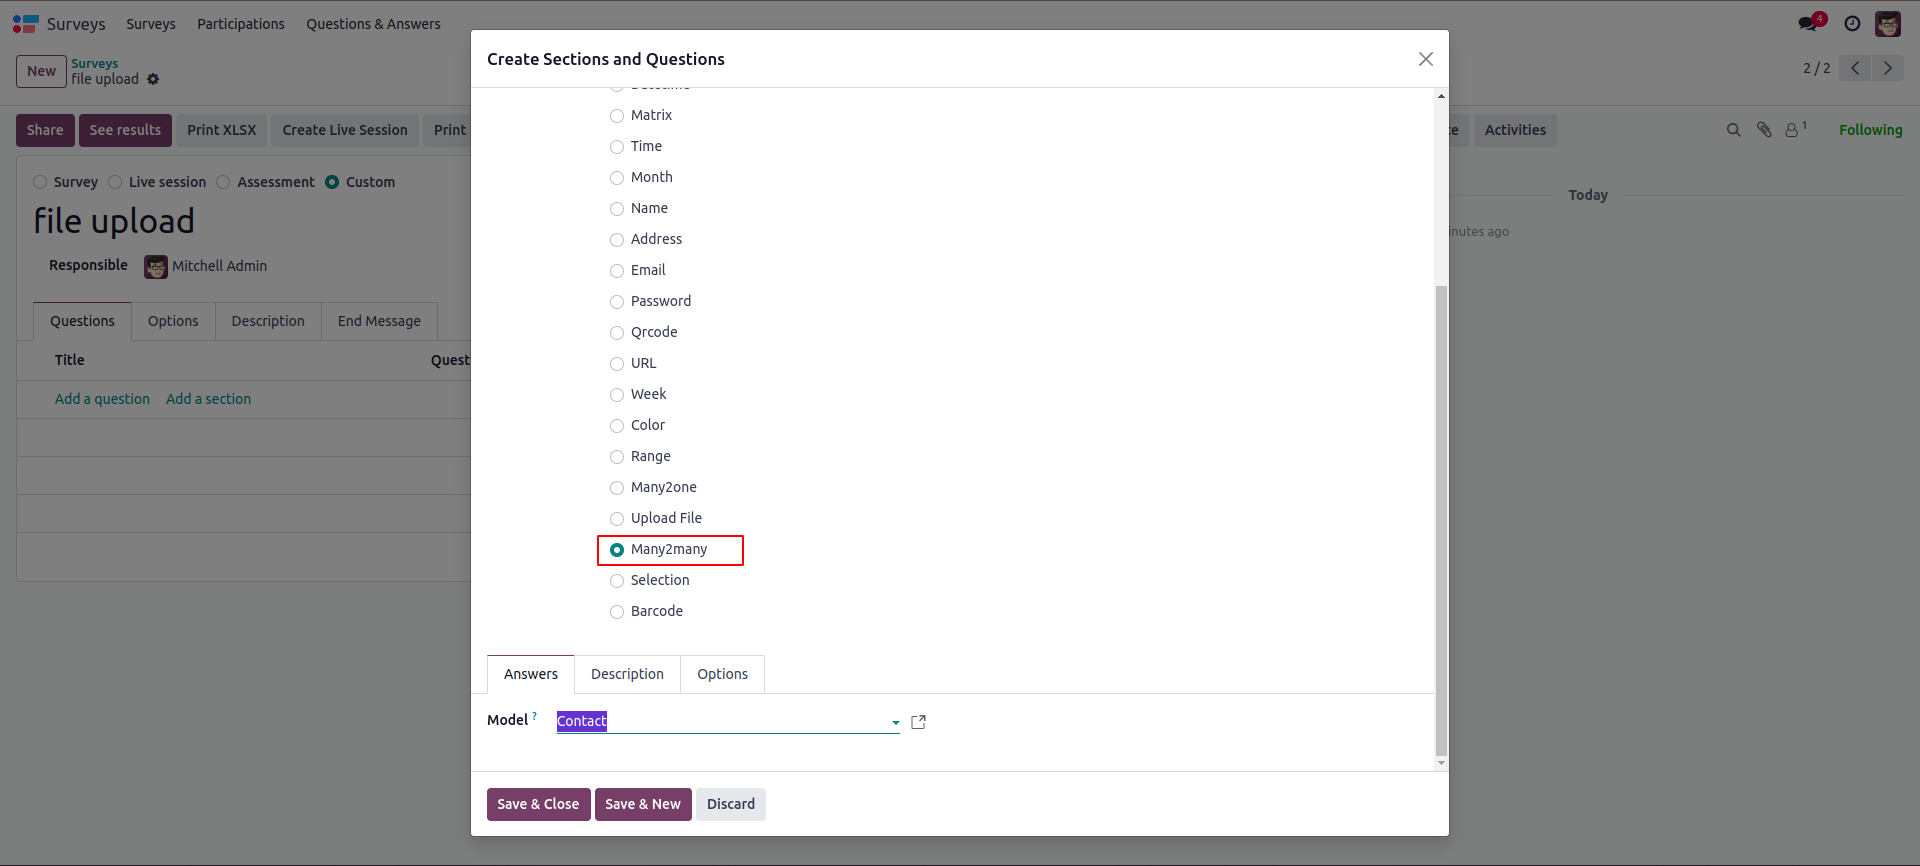 Surveys Surveys Participations Questions & Answers 4
Create Sections and Questions
New Surveys
file upload
2 / 2
Share See results Print XLSX Create Live Session Print
Activities 1 Following
Survey Live session Assessment Custom
Today
file upload
Responsible Mitchell Admin
ago
Questions Options Description End Message
Title
Add a question Add a section
Matrix
Time
Month
Name
Address
Email
Password
Qrcode
URL
Week
Color
Range
Many2one
Upload File
Many2many
Selection
Barcode
Answers Description Options
Model ? Contact
Save & Close Save & New Discard